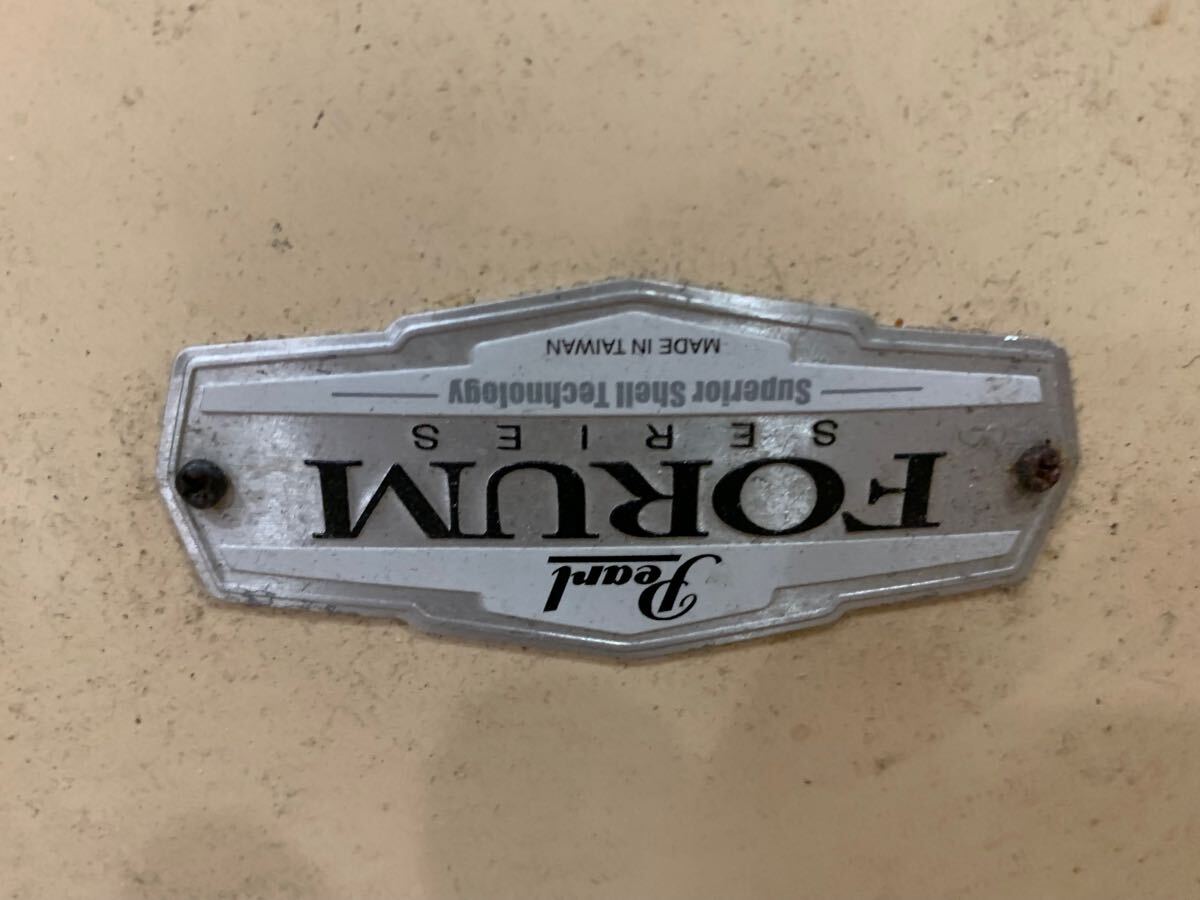 Pearl
FORUM
SERIES
Superior Shell Technology
MADE IN TAIWAN